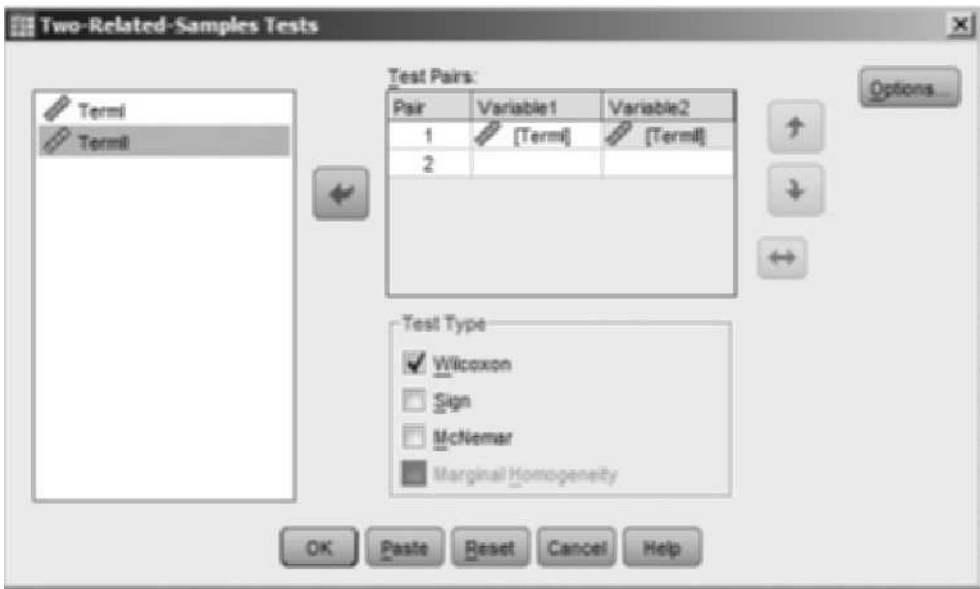 Two-Related-Samples Tests
TermI
TermII
Test Pairs:
Pair Variable1 Variable2
1 [TermI] [TermII]
2
Options...
Test Type
Wilcoxon
Sign
McNemar
Marginal Homogeneity
OK Paste Reset Cancel Help